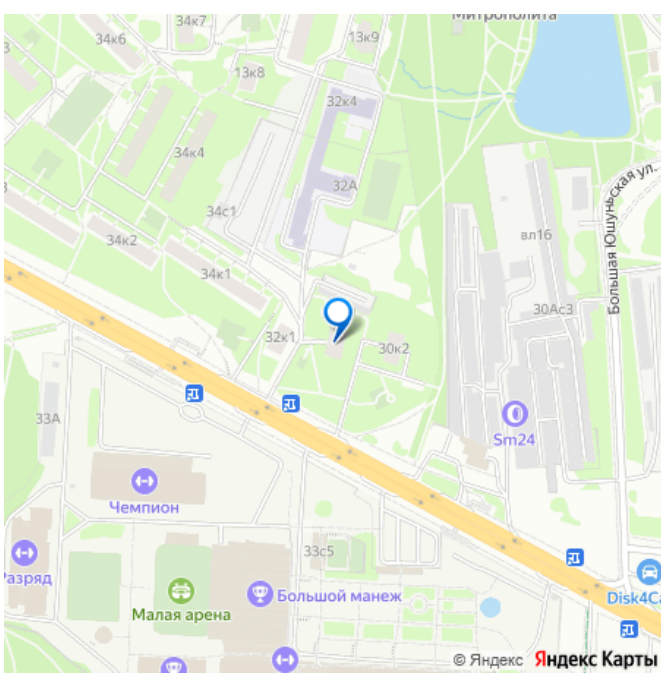 Митрополита
34к7
34к6
13к9
13к8
32к4
34к4
32А
34с1
34к2
34к1
вл16
Большая Юшуньская ул.
30Ас3
32к1
30к2
33А
Sm24
Чемпион
33с5
Разряд
Большой манеж
Малая арена
Disk4Ca
© Яндекс Яндекс Карты